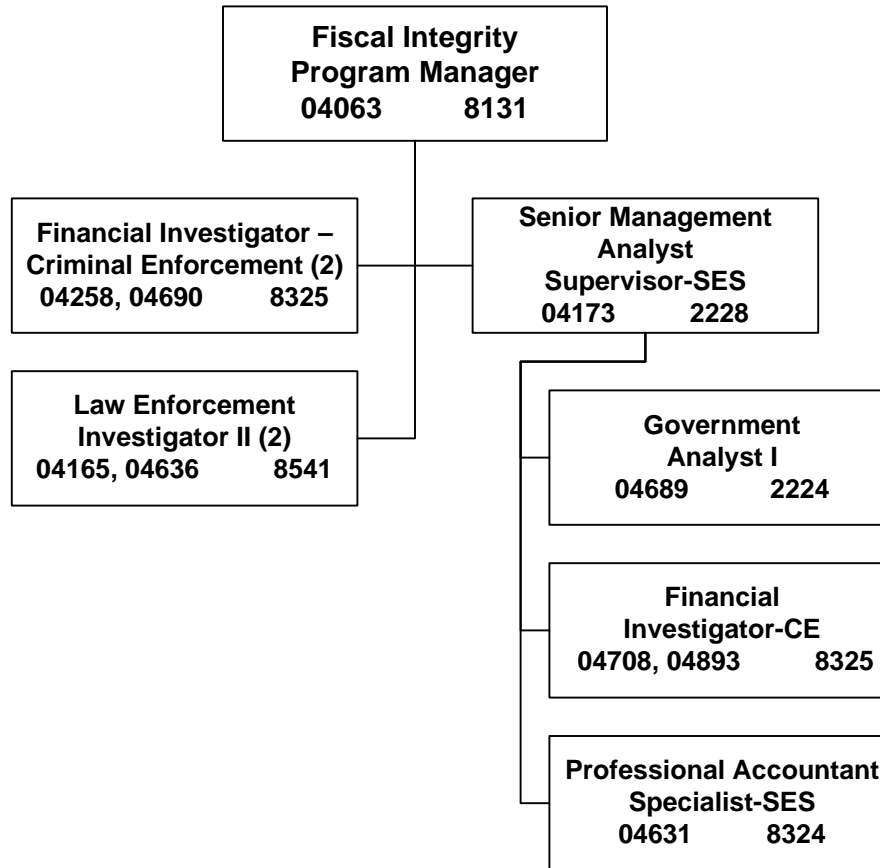 Fiscal Integrity
Program Manager
04063 8131
Financial Investigator –
Criminal Enforcement (2)
04258, 04690 8325
Senior Management
Analyst
Supervisor-SES
04173 2228
Law Enforcement
Investigator II (2)
04165, 04636 8541
Government
Analyst I
04689 2224
Financial
Investigator-CE
04708, 04893 8325
Professional Accountant
Specialist-SES
04631 8324